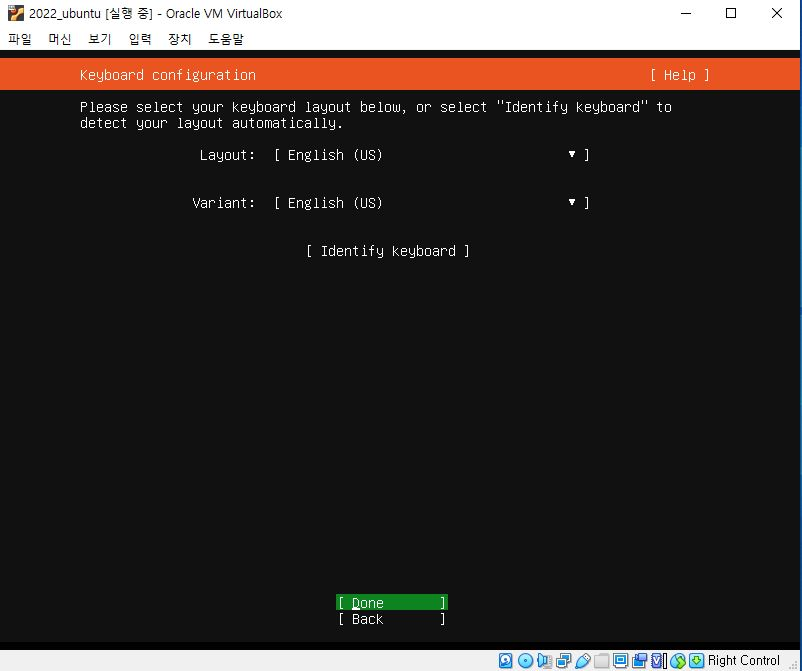 2022_ubuntu [실행 중] - Oracle VM VirtualBox
파일 머신 보기 입력 장치 도움말
Keyboard configuration [ Help ]
Please select your keyboard layout below, or select "Identify keyboard" to
detect your layout automatically.
Layout: [ English (US) ▼ ]
Variant: [ English (US) ▼ ]
[ Identify keyboard ]
[ Done ]
[ Back ]
Right Control